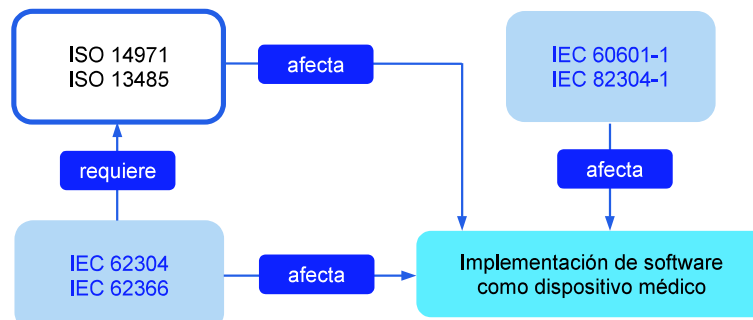 ISO 14971
ISO 13485
afecta
IEC 60601-1
IEC 82304-1
requiere
afecta
IEC 62304
IEC 62366
afecta
Implementación de software
como dispositivo médico